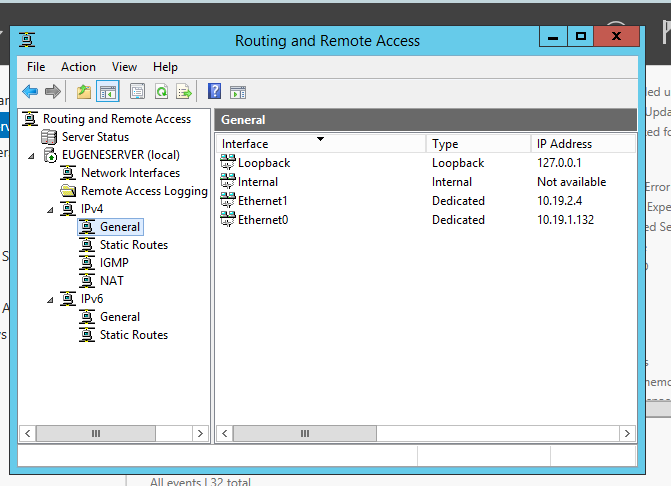 Routing and Remote Access
File Action View Help
Routing and Remote Access
Server Status
EUGENESERVER (local)
Network Interfaces
Remote Access Logging
IPv4
General
Static Routes
IGMP
NAT
IPv6
General
Static Routes
General
Interface Type IP Address
Loopback Loopback 127.0.0.1
Internal Internal Not available
Ethernet1 Dedicated 10.19.2.4
Ethernet0 Dedicated 10.19.1.132
All events | 32 total